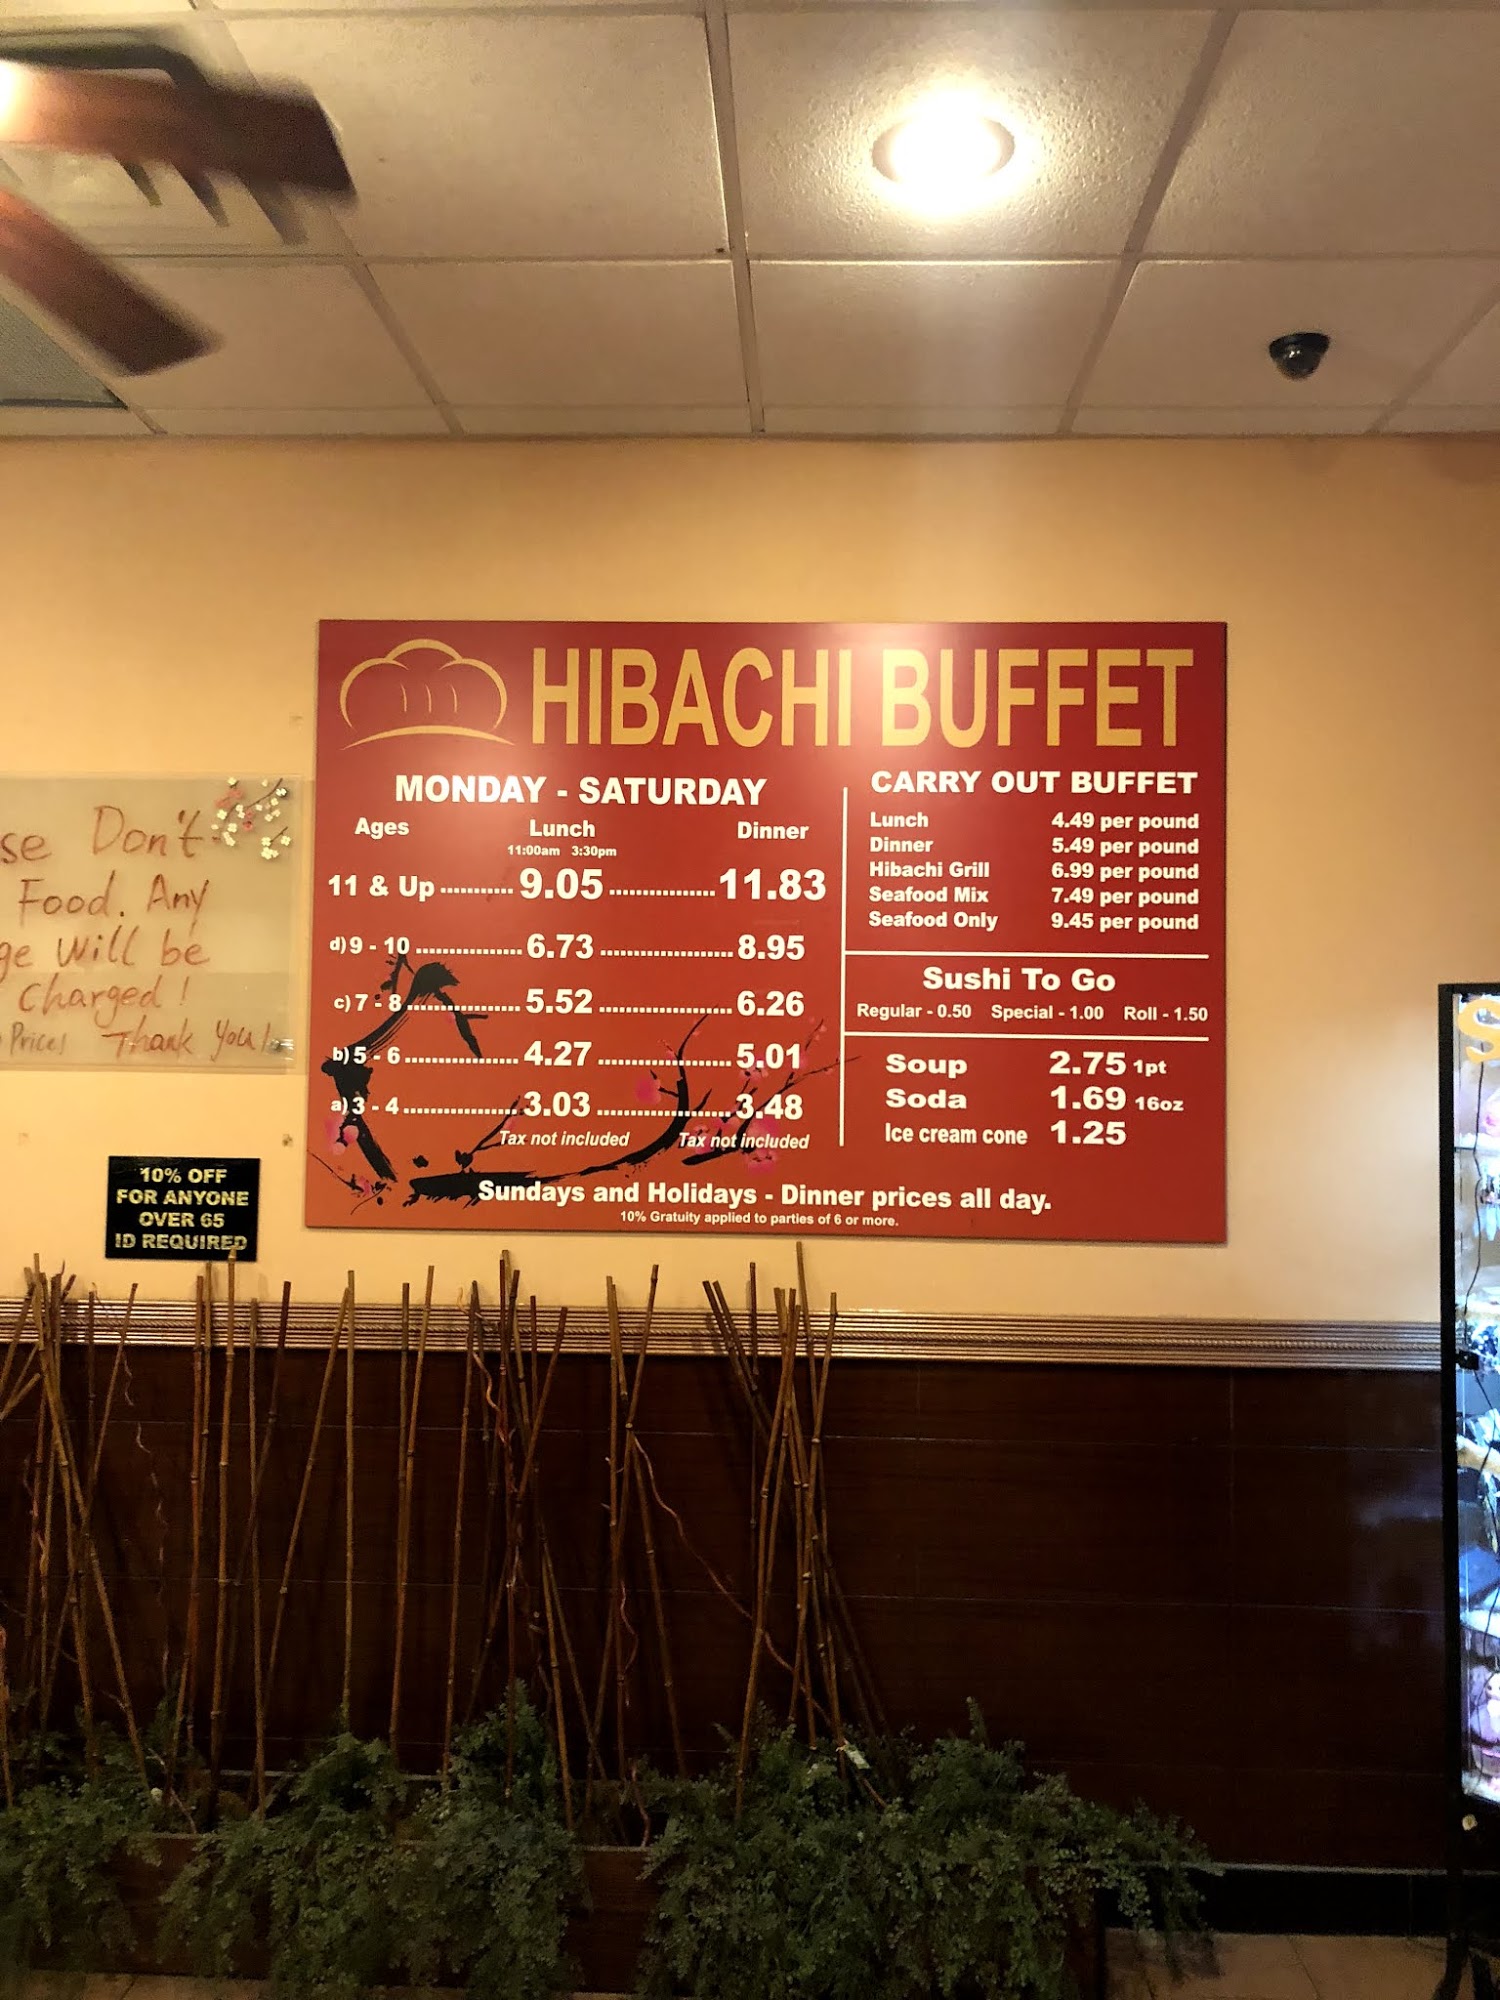 HIBACHI BUFFET
MONDAY - SATURDAY
Ages Lunch Dinner
11:00am 3:30pm
11 & Up ........... 9.05 ................ 11.83
d) 9 - 10 ................ 6.73 .................... 8.95
c) 7 - 8 ................. 5.52 .................... 6.26
b) 5 - 6 ................. 4.27 .................... 5.01
a) 3 - 4 ................. 3.03 .................... 3.48
Tax not included Tax not included
CARRY OUT BUFFET
Lunch 4.49 per pound
Dinner 5.49 per pound
Hibachi Grill 6.99 per pound
Seafood Mix 7.49 per pound
Seafood Only 9.45 per pound
Sushi To Go
Regular - 0.50 Special - 1.00 Roll - 1.50
Soup 2.75 1pt
Soda 1.69 16oz
Ice cream cone 1.25
Sundays and Holidays - Dinner prices all day.
10% Gratuity applied to parties of 6 or more.
se Don't
Food. Any
ge will be
Charged!
Price! Thank You!
10% OFF
FOR ANYONE
OVER 65
ID REQUIRED
S